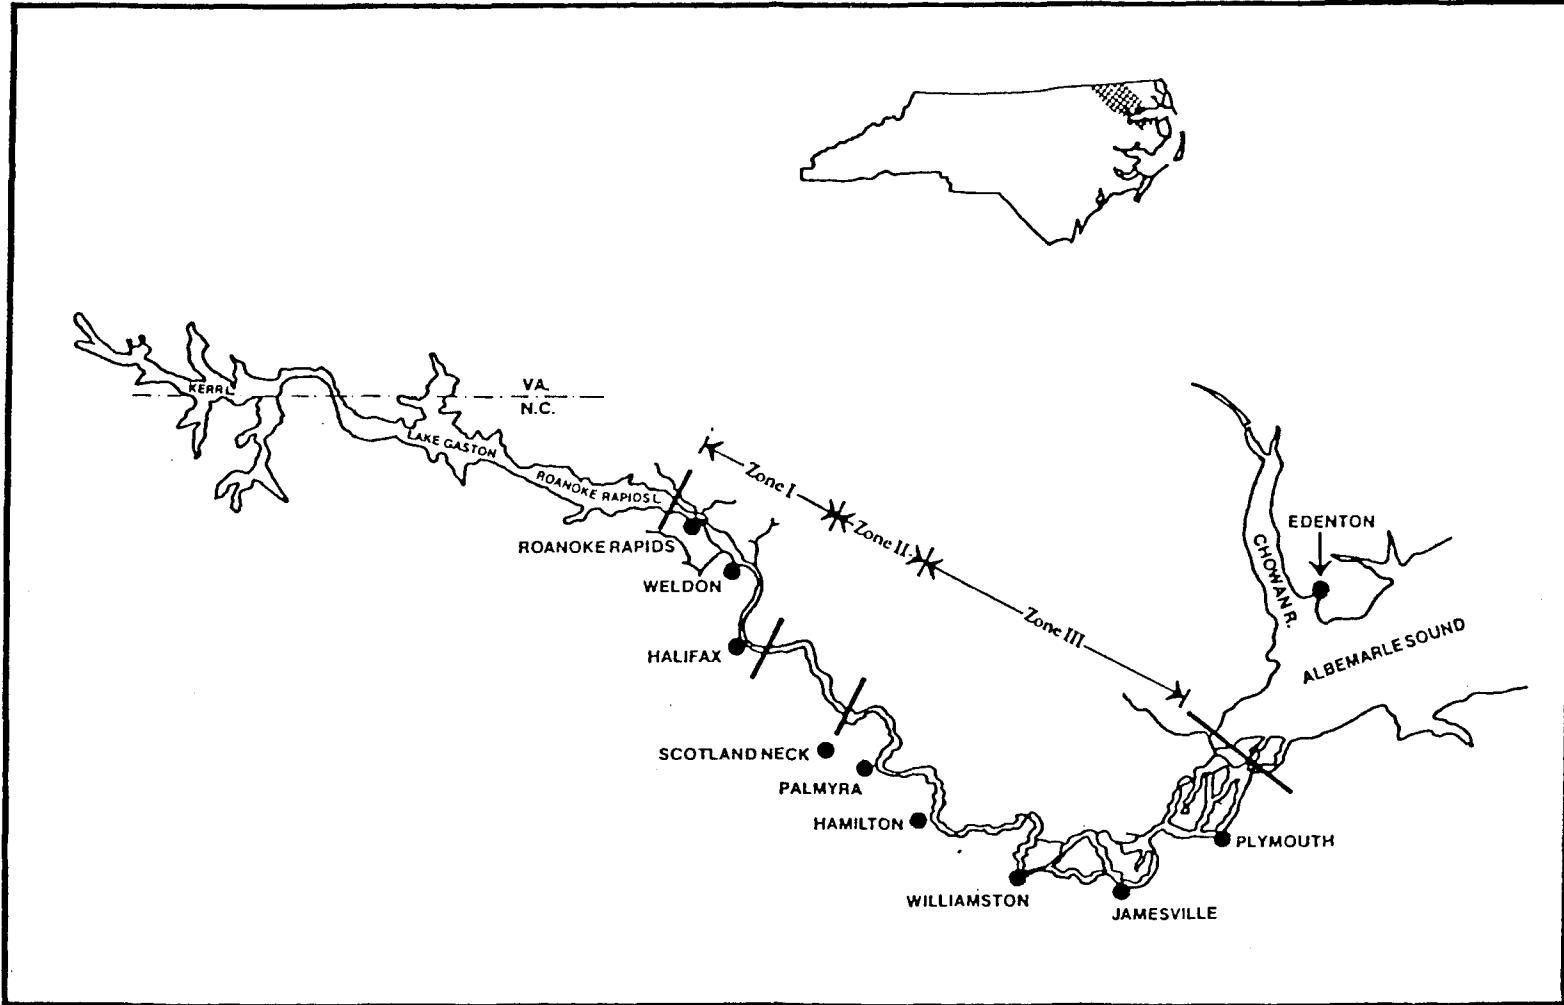 KERR L.
VA.
N.C.
LAKE GASTON
ROANOKE RAPIDS L.
Zone I
Zone II
Zone III
ROANOKE RAPIDS
WELDON
HALIFAX
SCOTLAND NECK
PALMYRA
HAMILTON
WILLIAMSTON
JAMESVILLE
PLYMOUTH
EDENTON
CHOWAN R.
ALBEMARLE SOUND